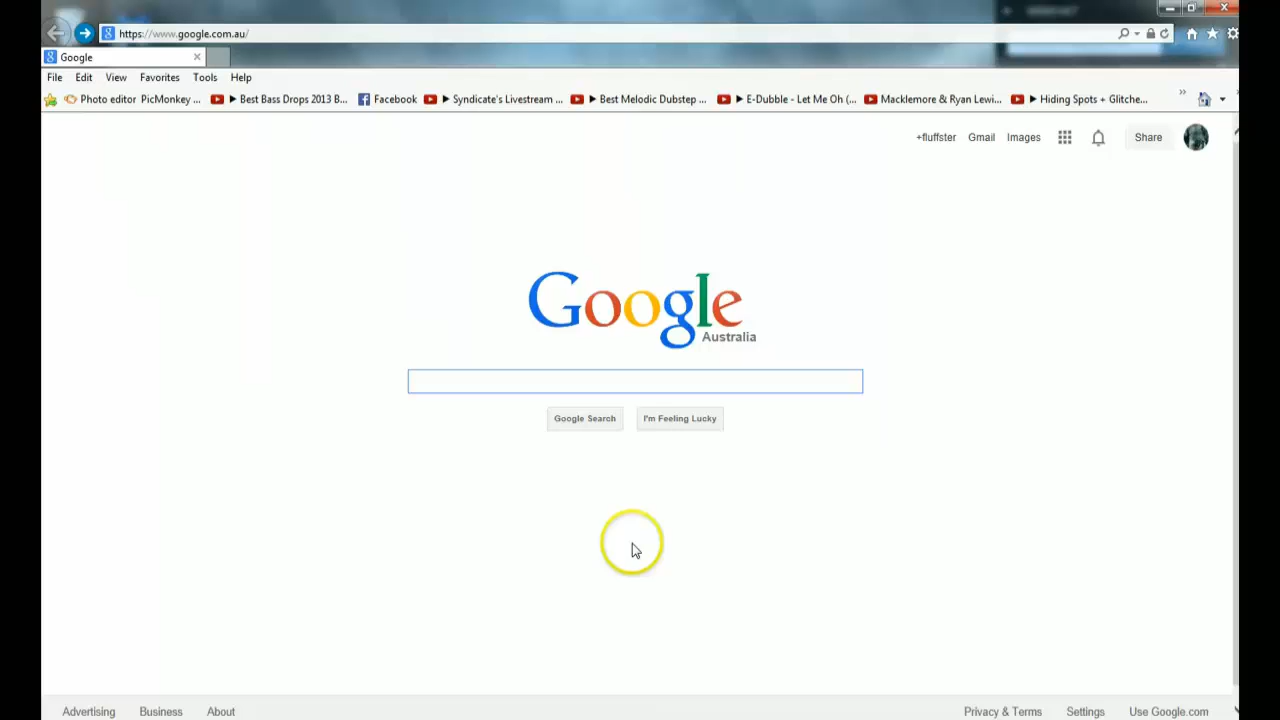 https://www.google.com.au/
Google
File Edit View Favorites Tools Help
Photo editor PicMonkey ... Best Bass Drops 2013 B... Facebook Syndicate's Livestream ... Best Melodic Dubstep ... E-Dubble - Let Me Oh (... Macklemore & Ryan Lewi... Hiding Spots + Glitche...
+fluffster Gmail Images Share
Google
Australia
Google Search I'm Feeling Lucky
Advertising Business About Privacy & Terms Settings Use Google.com